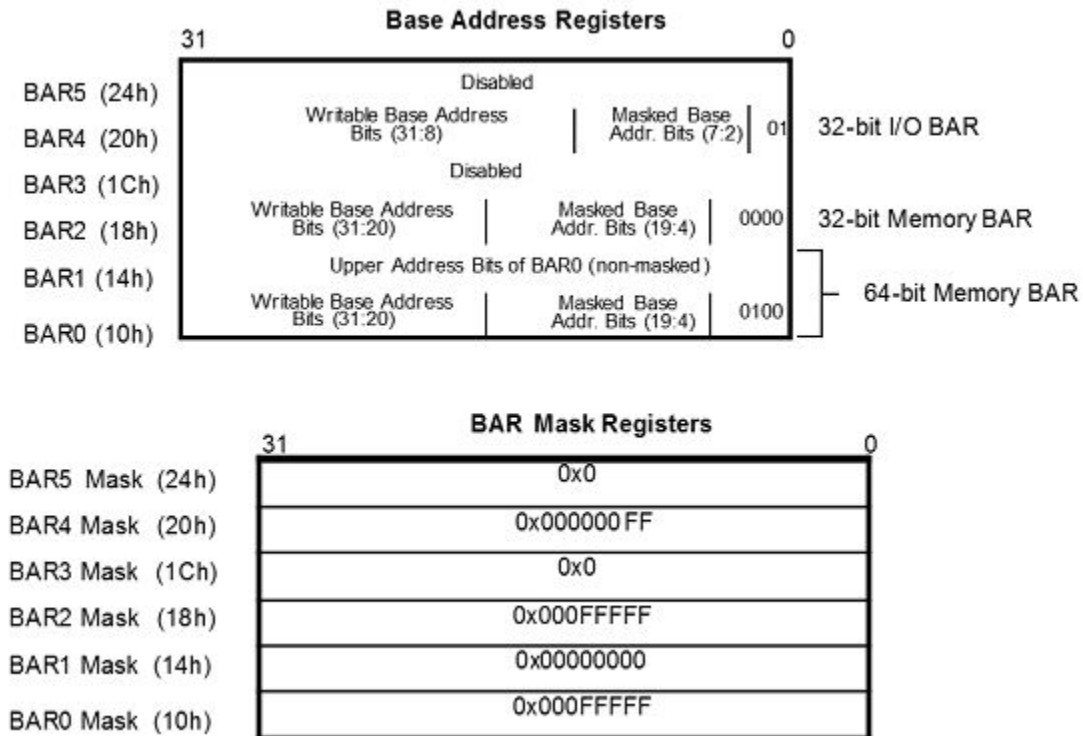 Base Address Registers
31 0
BAR5 (24h) Disabled
BAR4 (20h) Writable Base Address Bits (31:8) Masked Base Addr. Bits (7:2) 01 32-bit I/O BAR
BAR3 (1Ch) Disabled
BAR2 (18h) Writable Base Address Bits (31:20) Masked Base Addr. Bits (19:4) 0000 32-bit Memory BAR
BAR1 (14h) Upper Address Bits of BAR0 (non-masked)
64-bit Memory BAR
BAR0 (10h) Writable Base Address Bits (31:20) Masked Base Addr. Bits (19:4) 0100
BAR Mask Registers
31 0
BAR5 Mask (24h) 0x0
BAR4 Mask (20h) 0x000000FF
BAR3 Mask (1Ch) 0x0
BAR2 Mask (18h) 0x000FFFFF
BAR1 Mask (14h) 0x00000000
BAR0 Mask (10h) 0x000FFFFF